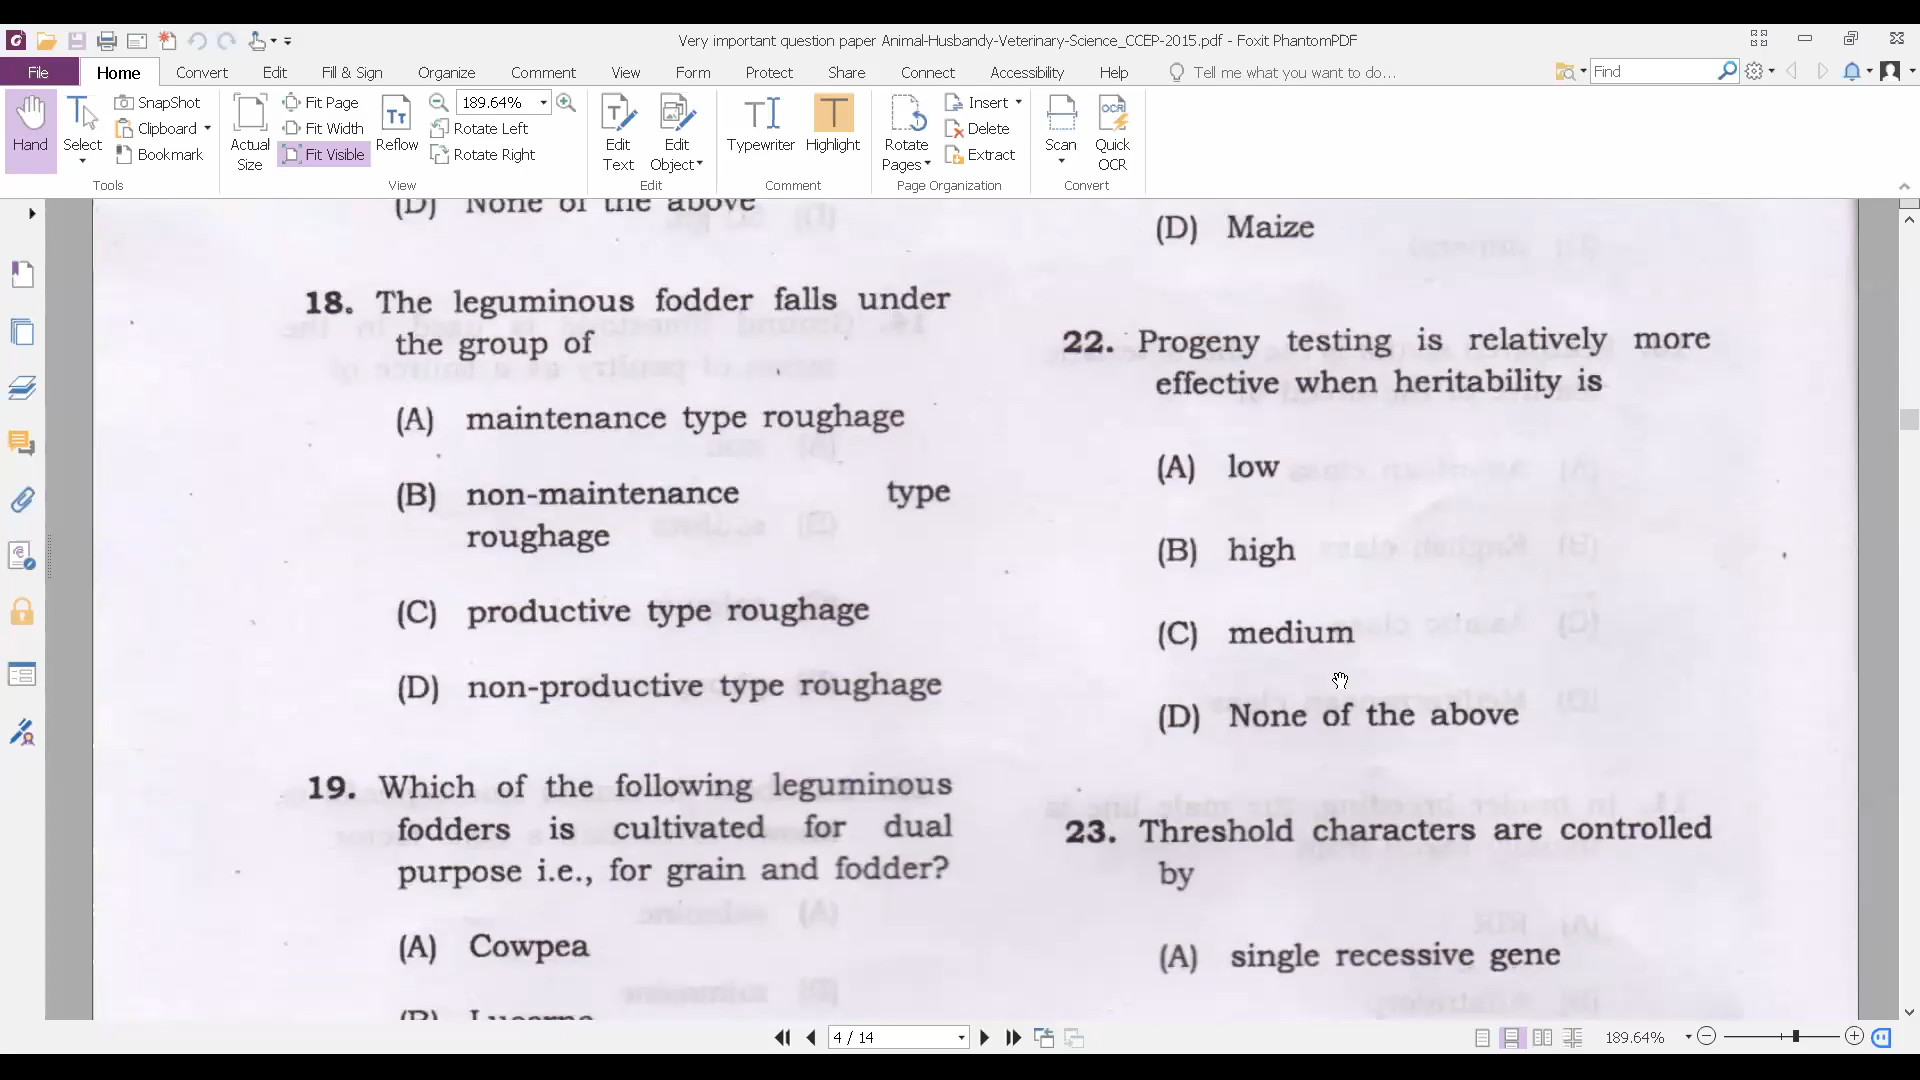 Very important question paper Animal-Husbandy-Veterinary-Science_CCEP-2015.pdf - Foxit PhantomPDF
File Home Convert Edit Fill & Sign Organize Comment View Form Protect Share Connect Accessibility Help Tell me what you want to do... Find
Hand
Select
SnapShot
Clipboard
Bookmark
Tools
Actual
Size
Fit Page
Fit Width
Fit Visible
Reflow
189.64%
Rotate Left
Rotate Right
View
Edit
Text
Edit
Object
Edit
Typewriter
Highlight
Comment
Rotate
Pages
Insert
Delete
Extract
Page Organization
Scan
Quick
OCR
Convert
(D) None of the above
18. The leguminous fodder falls under
the group of
(A) maintenance type roughage
(B) non-maintenance type
roughage
(C) productive type roughage
(D) non-productive type roughage
19. Which of the following leguminous
fodders is cultivated for dual
purpose i.e., for grain and fodder?
(A) Cowpea
(B) Lucerne
(D) Maize
22. Progeny testing is relatively more
effective when heritability is
(A) low
(B) high
(C) medium
(D) None of the above
23. Threshold characters are controlled
by
(A) single recessive gene
4 / 14
189.64%